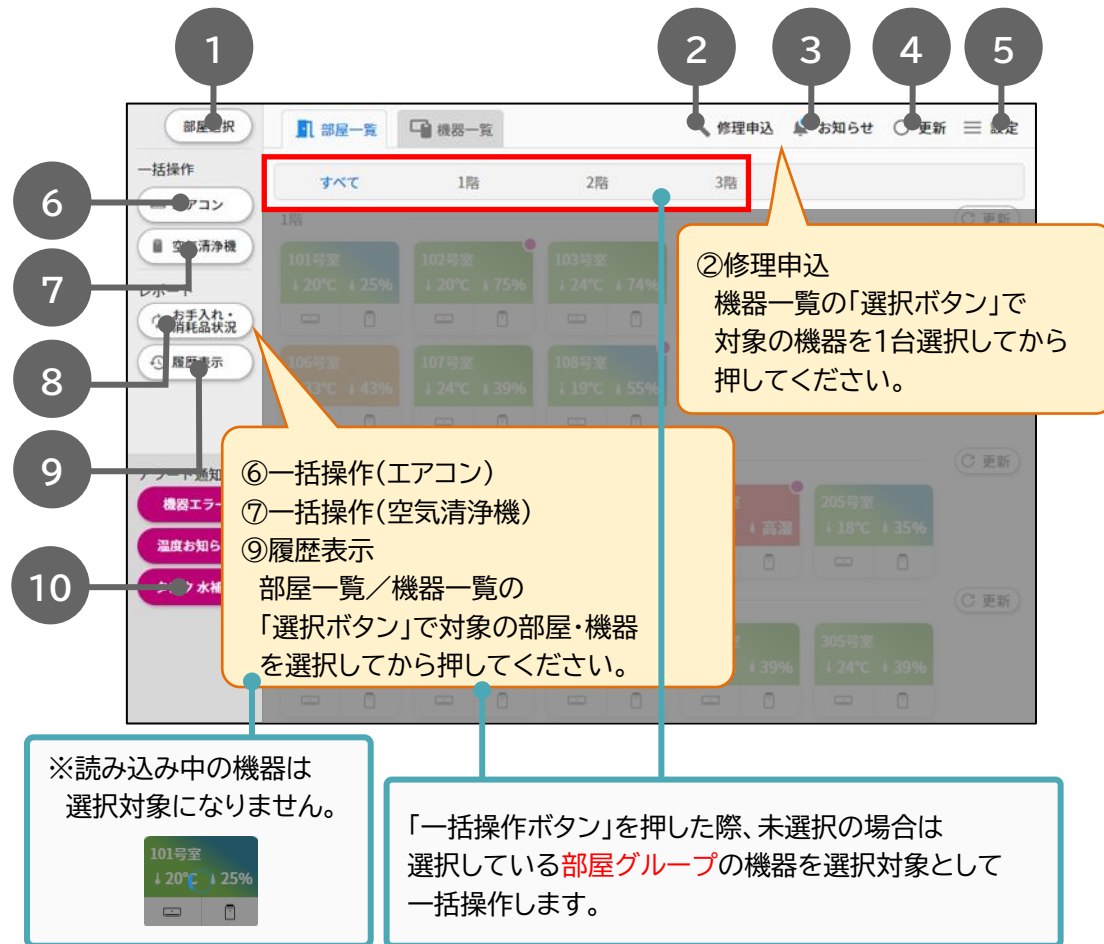 1
2
3
4
5
部屋選択
部屋一覧
機器一覧
修理申込
お知らせ
更新
設定
一括操作
すべて
1階
2階
3階
6
エアコン
1階
更新
7
空気清浄機
101号室
20℃
25%
102号室
20℃
75%
103号室
24℃
74%
②修理申込
機器一覧の「選択ボタン」で
対象の機器を1台選択してから
押してください。
レポート
8
お手入れ・
消耗品状況
9
履歴表示
106号室
33℃
43%
107号室
24℃
39%
108号室
19℃
55%
アラート通知
機器エラー
温度お知ら
10
タンク 水補
⑥一括操作(エアコン)
⑦一括操作(空気清浄機)
⑨履歴表示
部屋一覧/機器一覧の
「選択ボタン」で対象の部屋・機器
を選択してから押してください。
更新
室
高湿
205号室
18℃
35%
更新
39%
305号室
24℃
39%
※読み込み中の機器は
選択対象になりません。
101号室
20℃
25%
「一括操作ボタン」を押した際、未選択の場合は
選択している部屋グループの機器を選択対象として
一括操作します。